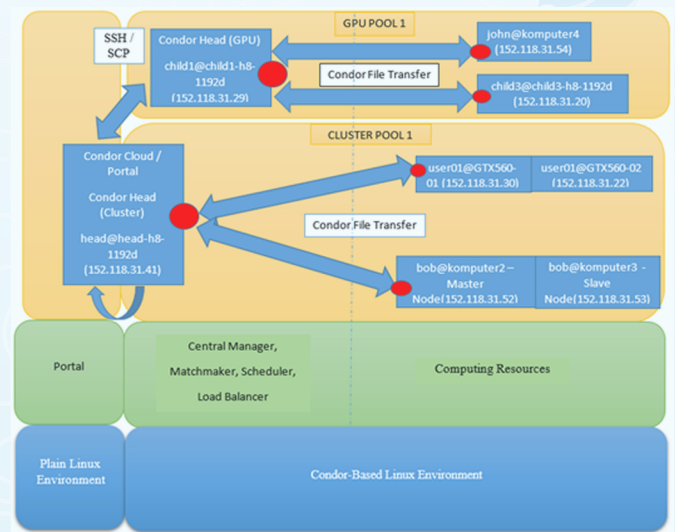 GPU POOL 1
SSH /
SCP
Condor Head (GPU)
child1@child1-h8-
1192d
(152.118.31.29)
john@komputer4
(152.118.31.54)
Condor File Transfer
child3@child3-h8-1192d
(152.118.31.20)
CLUSTER POOL 1
Condor Cloud /
Portal
Condor Head
(Cluster)
head@head-h8-
1192d
(152.118.31.41)
user01@GTX560-
01 (152.118.31.30)
user01@GTX560-02
(152.118.31.22)
Condor File Transfer
bob@komputer2 –
Master
Node(152.118.31.52)
bob@komputer3 -
Slave
Node(152.118.31.53)
Portal
Central Manager,
Matchmaker, Scheduler,
Load Balancer
Computing Resources
Plain Linux
Environment
Condor-Based Linux Environment